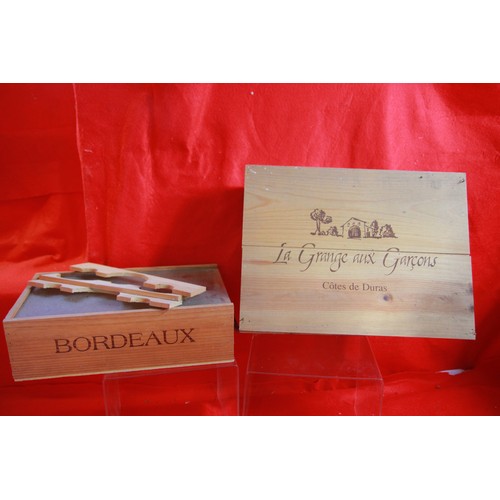 La Grange aux Garçons
Côtes de Duras
BORDEAUX